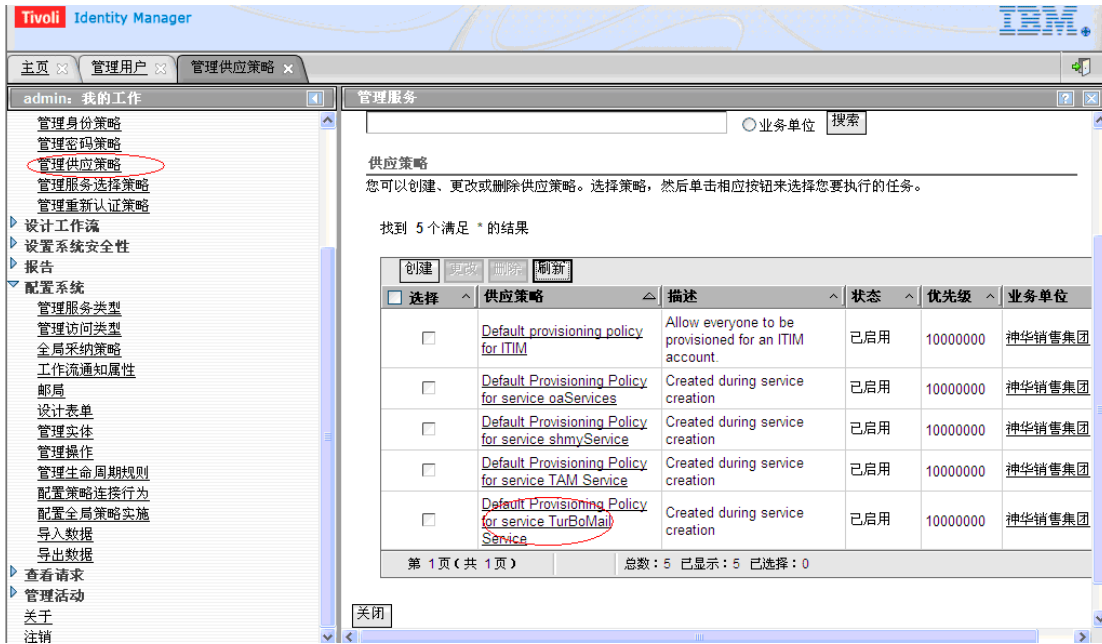 Tivoli Identity Manager
IBM
主页
管理用户
管理供应策略
admin：我的工作
管理身份策略
管理密码策略
管理供应策略
管理服务选择策略
管理重新认证策略
设计工作流
设置系统安全性
报告
配置系统
管理服务类型
管理访问类型
全局采纳策略
工作流通知属性
邮局
设计表单
管理实体
管理操作
管理生命周期规则
配置策略连接行为
配置全局策略实施
导入数据
导出数据
查看请求
管理活动
关于
注销
管理服务
业务单位 搜索
供应策略
您可以创建、更改或删除供应策略。选择策略，然后单击相应按钮来选择您要执行的任务。
找到 5个满足 *的结果
创建 更改 删除 刷新
选择 供应策略 描述 状态 优先级 业务单位
Default provisioning policy for ITIM
Allow everyone to be provisioned for an ITIM account.
已启用 10000000 神华销售集团
Default Provisioning Policy for service oaServices
Created during service creation
已启用 10000000 神华销售集团
Default Provisioning Policy for service shmyService
Created during service creation
已启用 10000000 神华销售集团
Default Provisioning Policy for service TAM Service
Created during service creation
已启用 10000000 神华销售集团
Default Provisioning Policy for service TurBoMail Service
Created during service creation
已启用 10000000 神华销售集团
第 1页(共 1页) 总数：5 已显示：5 已选择：0
关闭